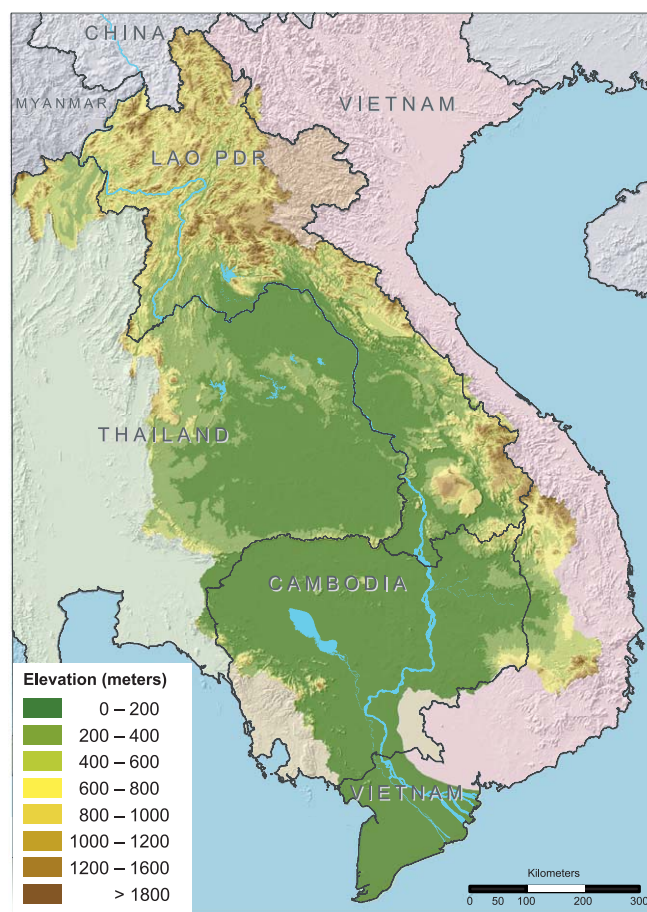 CHINA
MYANMAR
VIETNAM
LAO PDR
THAILAND
CAMBODIA
VIETNAM
Elevation (meters)
0 – 200
200 – 400
400 – 600
600 – 800
800 – 1000
1000 – 1200
1200 – 1600
> 1800
Kilometers
0 50 100 200 300